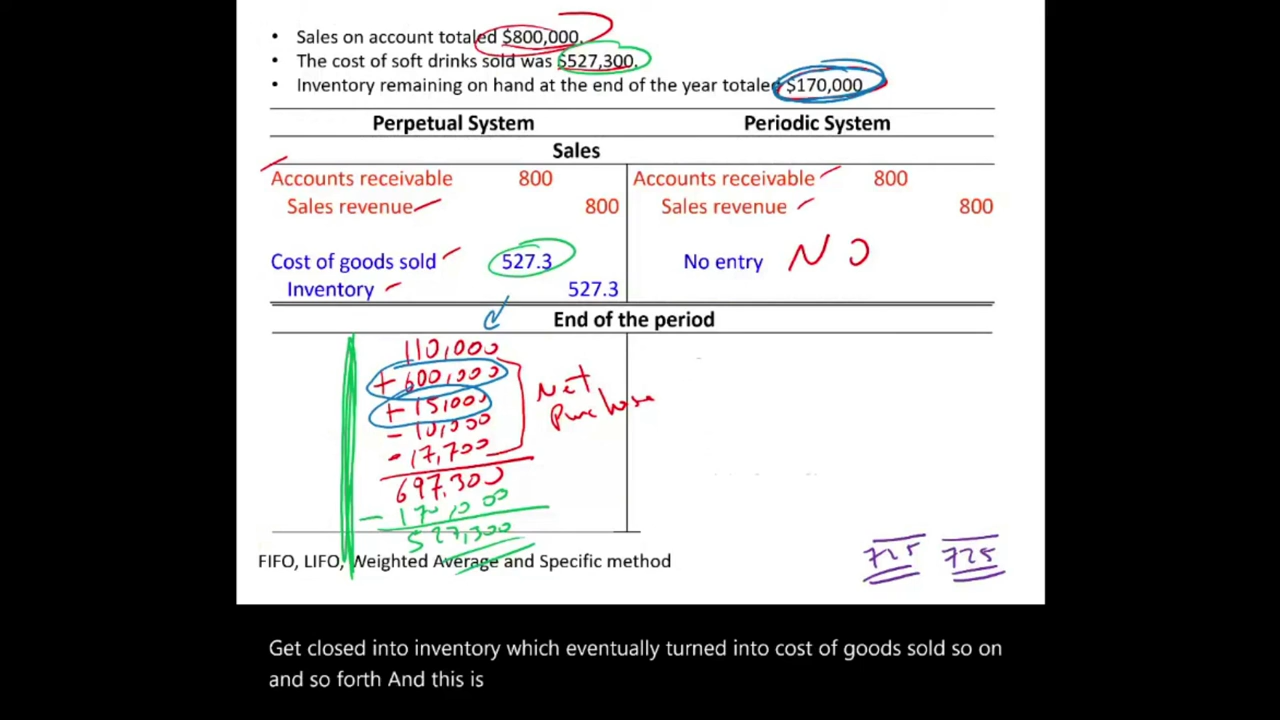 • Sales on account totaled $800,000.
• The cost of soft drinks sold was $527,300.
• Inventory remaining on hand at the end of the year totaled $170,000
Perpetual System Periodic System
Sales
Accounts receivable 800 Accounts receivable 800
Sales revenue 800 Sales revenue 800
Cost of goods sold 527.3 No entry NO
Inventory 527.3
End of the period
110,000
+ 600,000 Net
+ 15,000 Purchase
- 10,000
- 17,700
697,300
- 170,000
527,300
725 725
FIFO, LIFO, Weighted Average and Specific method
Get closed into inventory which eventually turned into cost of goods sold so on
and so forth And this is